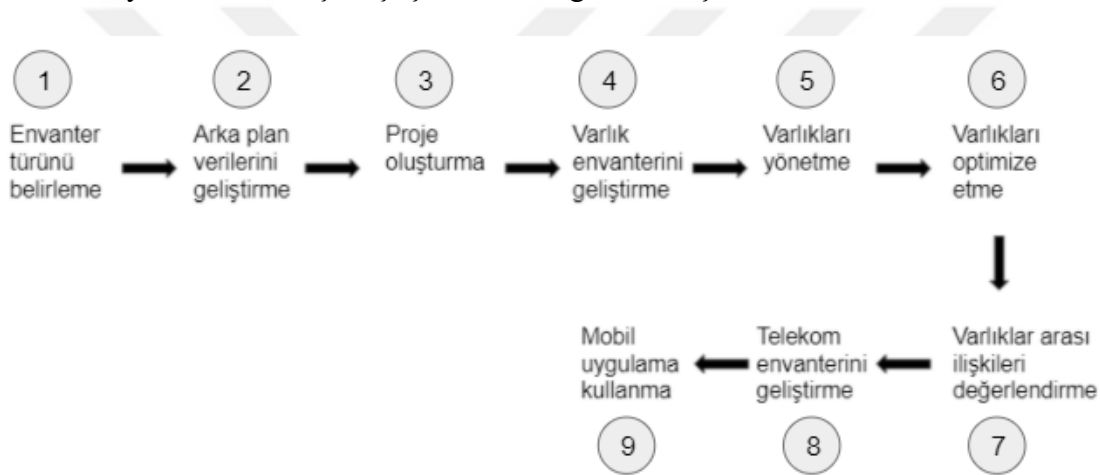 1
Envanter
türünü
belirleme
2
Arka plan
verilerini
geliştirme
3
Proje
oluşturma
4
Varlık
envanterini
geliştirme
5
Varlıkları
yönetme
6
Varlıkları
optimize
etme
Varlıklar arası
ilişkileri
değerlendirme
7
Telekom
envanterini
geliştirme
8
Mobil
uygulama
kullanma
9